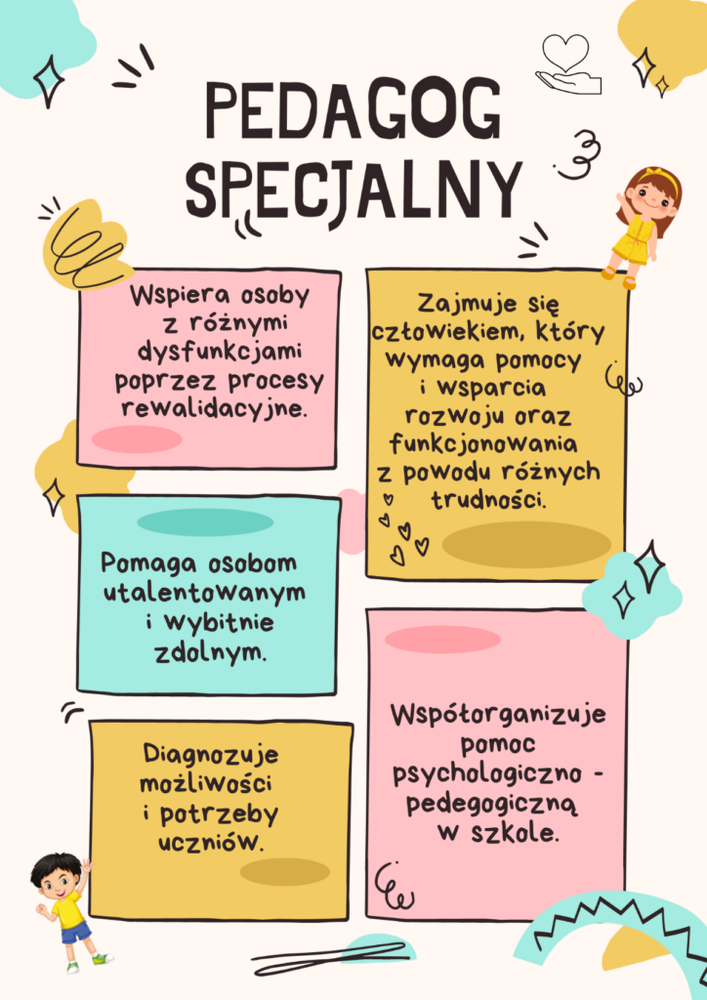 PEDAGOG
SPECJALNY
Wspiera osoby
z różnymi
dysfunkcjami
poprzez procesy
rewalidacyjne.
Zajmuje się
człowiekiem, który
wymaga pomocy
i wsparcia
rozwoju oraz
funkcjonowania
z powodu różnych
trudności.
Pomaga osobom
utalentowanym
i wybitnie
zdolnym.
Współorganizuje
pomoc
psychologiczno -
pedegogiczną
w szkole.
Diagnozuje
możliwości
i potrzeby
uczniów.